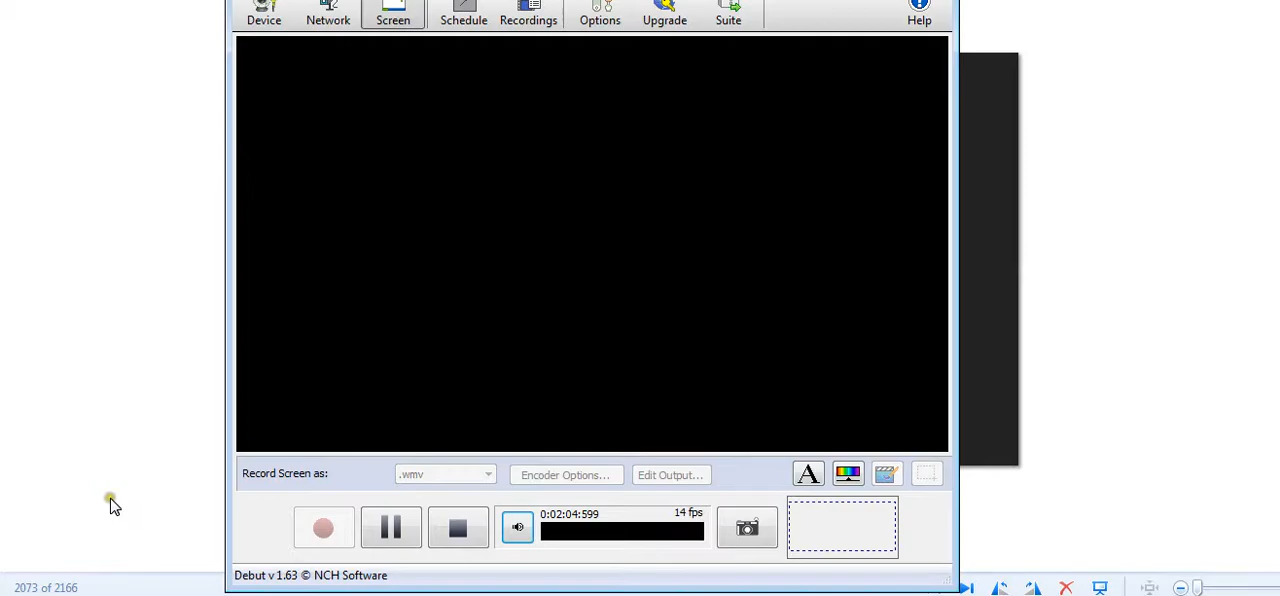 Device Network Screen Schedule Recordings Options Upgrade Suite Help
Record Screen as: .wmv Encoder Options... Edit Output... A
0:02:04:599 14 fps
Debut v 1.63 © NCH Software
2073 of 2166